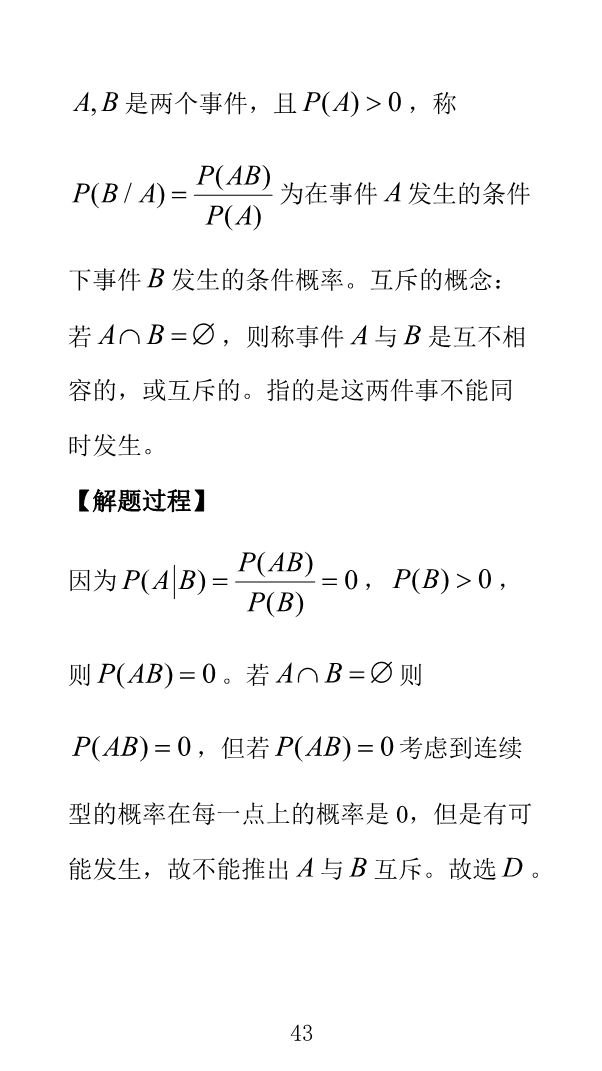 A,B 是两个事件，且 P(A) > 0，称
P(B / A) = P(AB) / P(A) 为在事件 A 发生的条件
下事件 B 发生的条件概率。互斥的概念：
若 A∩B = ∅，则称事件 A 与 B 是互不相
容的，或互斥的。指的是这两件事不能同
时发生。
【解题过程】
因为 P(A|B) = P(AB) / P(B) = 0，P(B) > 0，
则 P(AB) = 0。若 A∩B = ∅ 则
P(AB) = 0，但若 P(AB) = 0 考虑到连续
型的概率在每一点上的概率是 0，但是有可
能发生，故不能推出 A 与 B 互斥。故选 D。
43